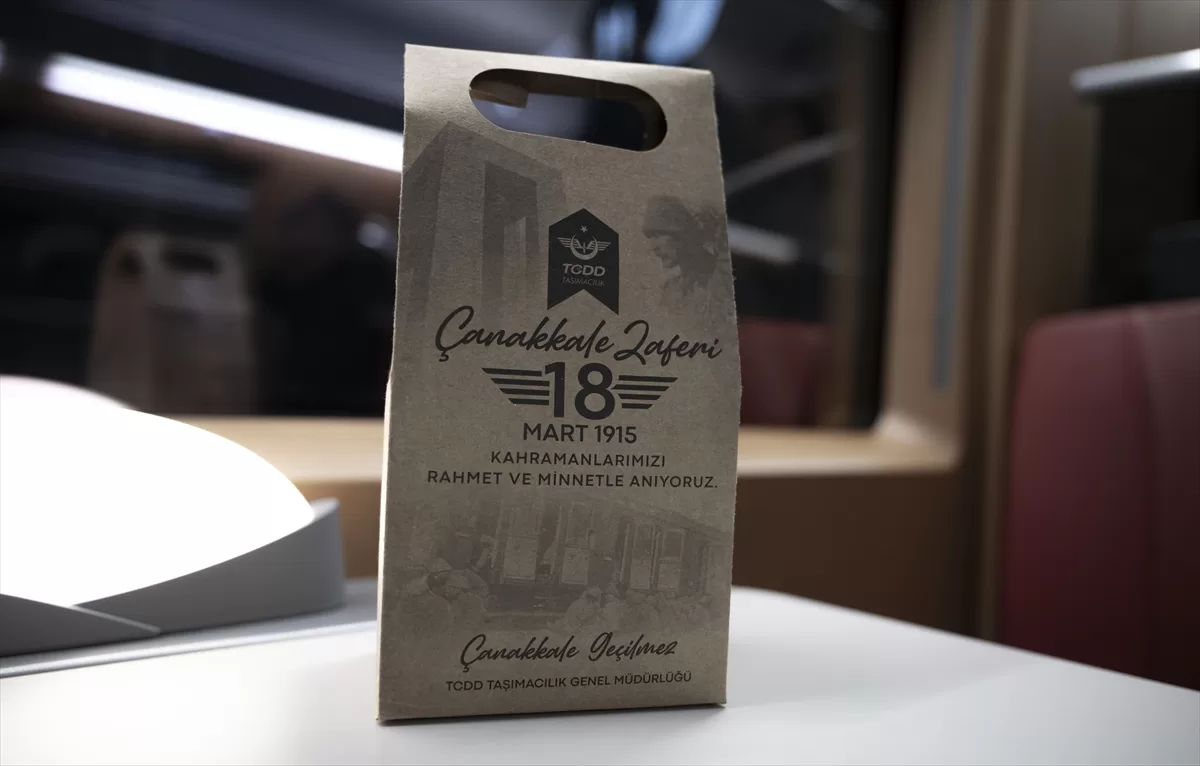 TCDD
TAŞIMACILIK
Çanakkale Zaferi
18
MART 1915
KAHRAMANLARIMIZI
RAHMET VE MİNNETLE ANIYORUZ.
Çanakkale Geçilmez
TCDD TAŞIMACILIK GENEL MÜDÜRLÜĞÜ